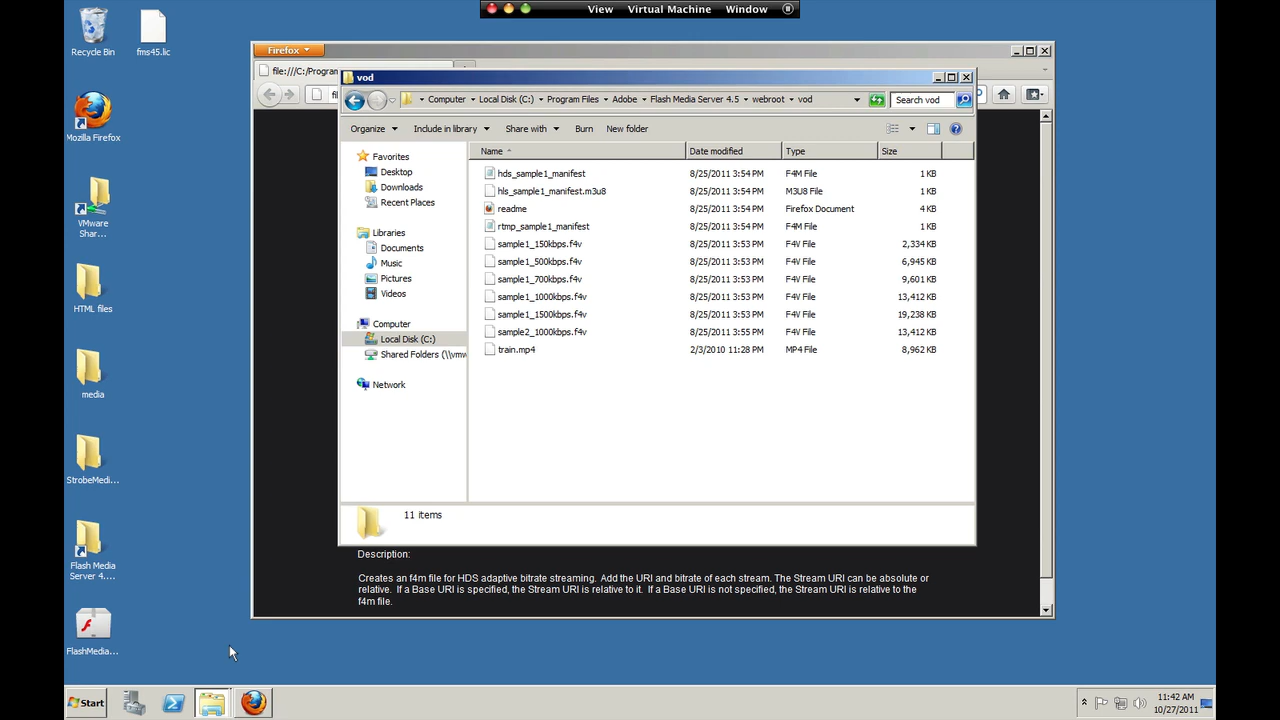 View Virtual Machine Window
Recycle Bin
fms45.lic
Mozilla Firefox
VMware
Shar...
HTML files
media
StrobeMedi...
Flash Media
Server 4....
FlashMedia...
Firefox
file:///C:/Program
vod
Computer Local Disk (C:) Program Files Adobe Flash Media Server 4.5 webroot vod
Search vod
Organize Include in library Share with Burn New folder
Favorites
Desktop
Downloads
Recent Places
Libraries
Documents
Music
Pictures
Videos
Computer
Local Disk (C:)
Shared Folders (\\vmw
Network
Name Date modified Type Size
hds_sample1_manifest 8/25/2011 3:54 PM F4M File 1 KB
hls_sample1_manifest.m3u8 8/25/2011 3:54 PM M3U8 File 1 KB
readme 8/25/2011 3:54 PM Firefox Document 4 KB
rtmp_sample1_manifest 8/25/2011 3:54 PM F4M File 1 KB
sample1_150kbps.f4v 8/25/2011 3:53 PM F4V File 2,334 KB
sample1_500kbps.f4v 8/25/2011 3:53 PM F4V File 6,945 KB
sample1_700kbps.f4v 8/25/2011 3:53 PM F4V File 9,601 KB
sample1_1000kbps.f4v 8/25/2011 3:53 PM F4V File 13,412 KB
sample1_1500kbps.f4v 8/25/2011 3:53 PM F4V File 19,238 KB
sample2_1000kbps.f4v 8/25/2011 3:55 PM F4V File 13,412 KB
train.mp4 2/3/2010 11:28 PM MP4 File 8,962 KB
11 items
Description:
Creates an f4m file for HDS adaptive bitrate streaming. Add the URI and bitrate of each stream. The Stream URI can be absolute or
relative. If a Base URI is specified, the Stream URI is relative to it. If a Base URI is not specified, the Stream URI is relative to the
f4m file.
Start
11:42 AM
10/27/2011